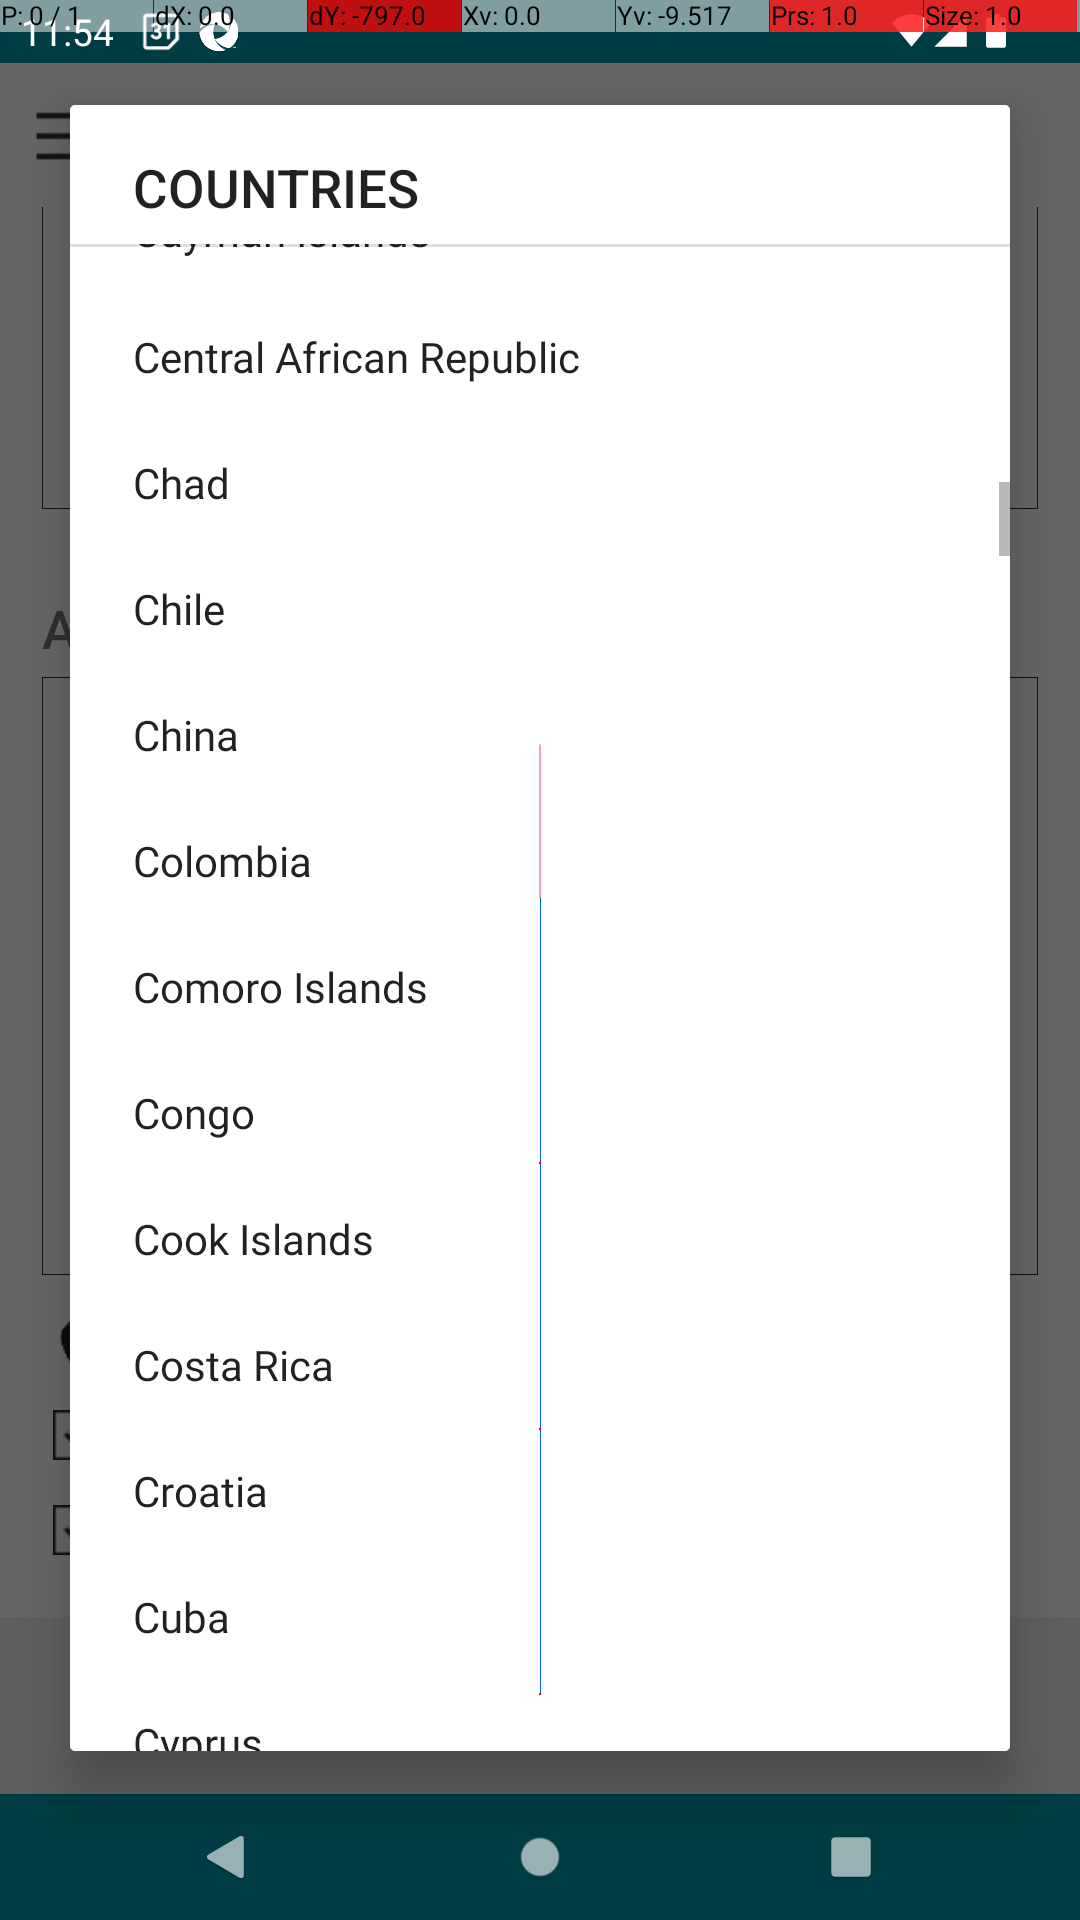 P: 0 / 1 dX: 0.0 dY: -797.0 Xv: 0.0 Yv: -9.517 Prs: 1.0 Size: 1.0
11:54 31
COUNTRIES
Cayman Islands
Central African Republic
Chad
Chile
China
Colombia
Comoro Islands
Congo
Cook Islands
Costa Rica
Croatia
Cuba
Cyprus
A